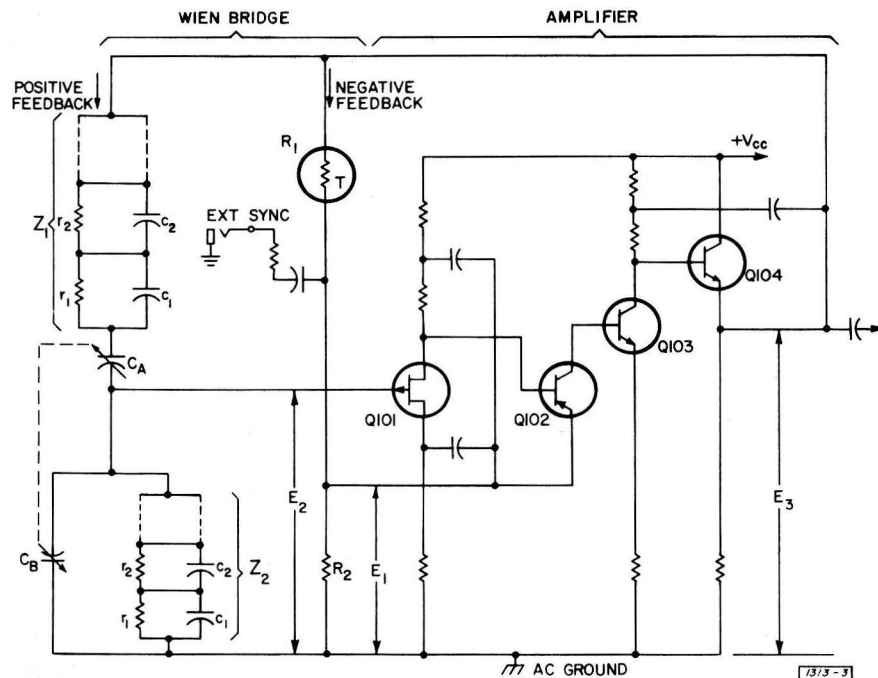 WIEN BRIDGE
AMPLIFIER
POSITIVE
FEEDBACK
NEGATIVE
FEEDBACK
R1
T
+Vcc
Z1
r2
c2
EXT SYNC
r1
c1
Q104
Q103
CA
Q101
Q102
E2
E3
CB
r2
c2
Z2
R2
E1
r1
c1
AC GROUND
1313-3